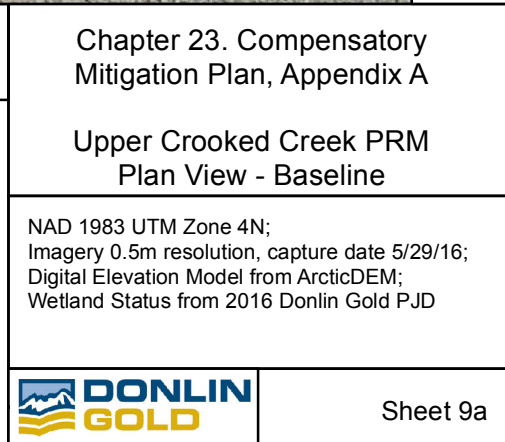 Chapter 23. Compensatory
Mitigation Plan, Appendix A
Upper Crooked Creek PRM
Plan View - Baseline
NAD 1983 UTM Zone 4N;
Imagery 0.5m resolution, capture date 5/29/16;
Digital Elevation Model from ArcticDEM;
Wetland Status from 2016 Donlin Gold PJD
DONLIN
GOLD
Sheet 9a